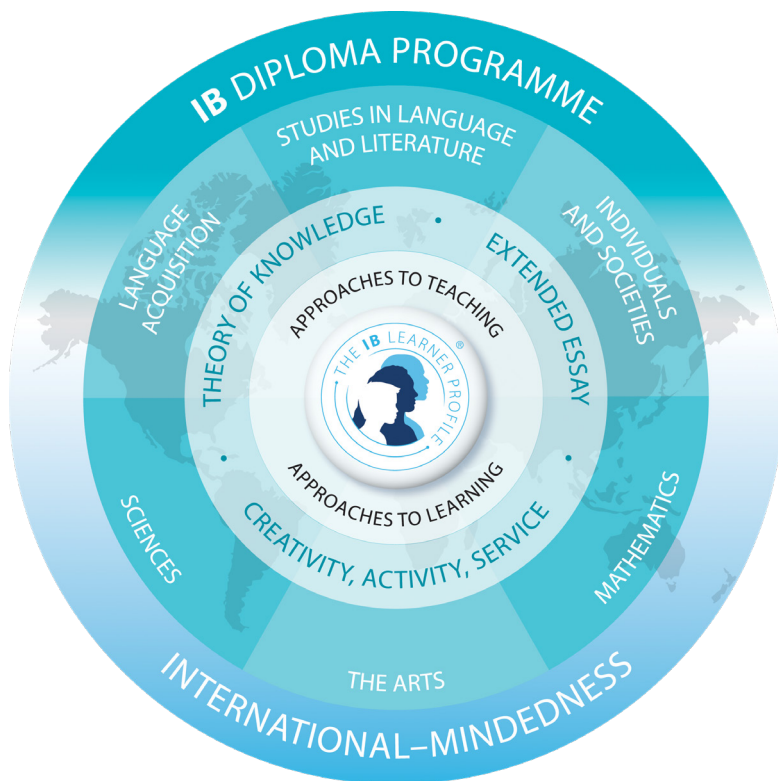 IB DIPLOMA PROGRAMME
STUDIES IN LANGUAGE
AND LITERATURE
LANGUAGE
ACQUISITION
INDIVIDUALS
AND SOCIETIES
THEORY OF KNOWLEDGE
•
EXTENDED ESSAY
APPROACHES TO TEACHING
THE IB LEARNER PROFILE®
APPROACHES TO LEARNING
•
•
CREATIVITY, ACTIVITY, SERVICE
SCIENCES
MATHEMATICS
THE ARTS
INTERNATIONAL–MINDEDNESS